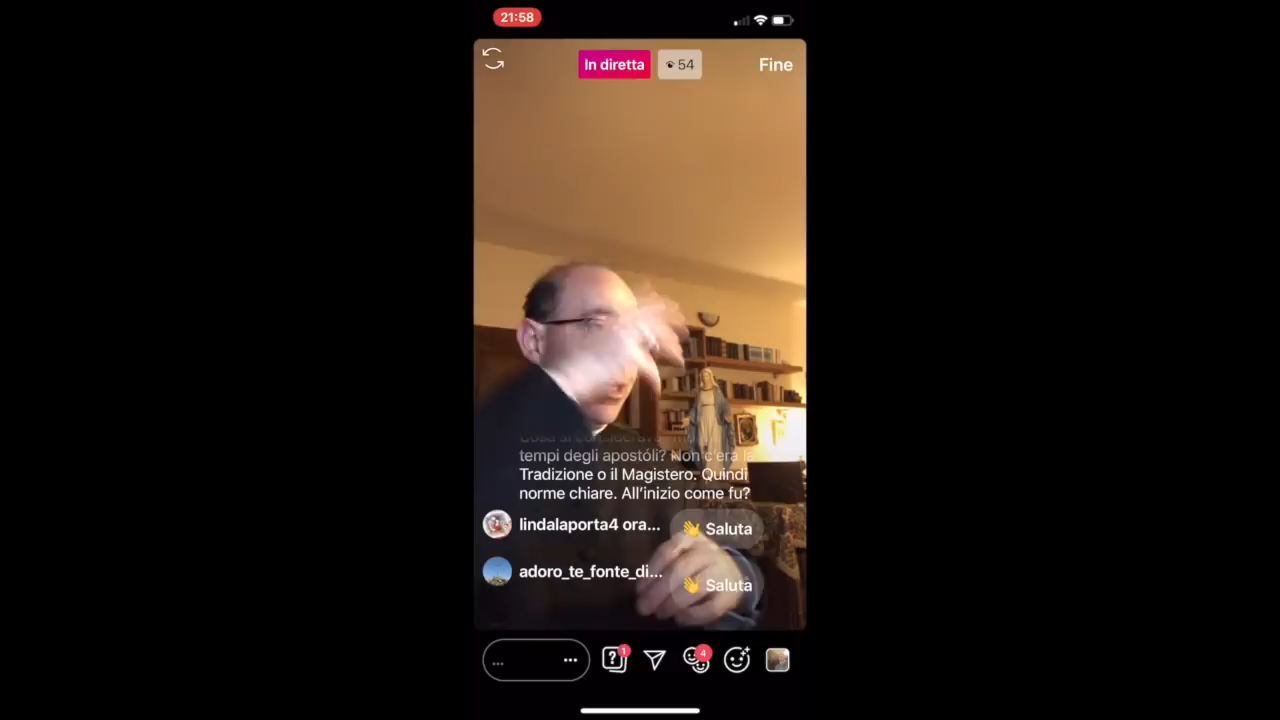 21:58
In diretta
54
Fine
tempi degli apostóli? Non c'era la
Tradizione o il Magistero. Quindi
norme chiare. All'inizio come fu?
lindalaporta4 ora...
👋 Saluta
adoro_te_fonte_di...
👋 Saluta
...
1
4